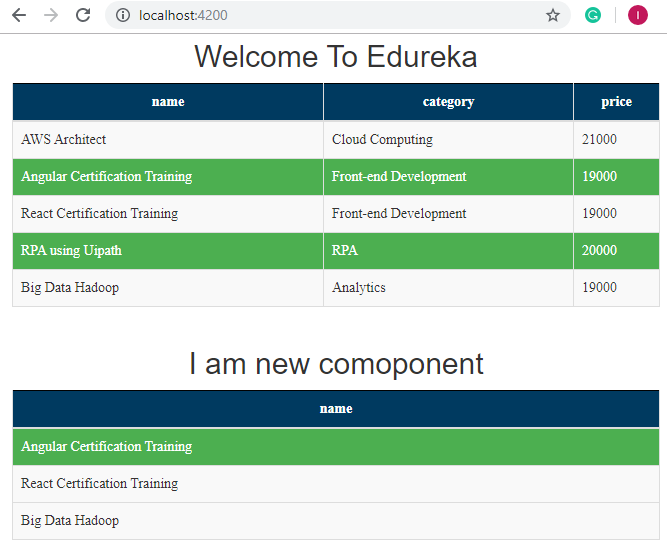 localhost:4200
Welcome To Edureka
name category price
AWS Architect Cloud Computing 21000
Angular Certification Training Front-end Development 19000
React Certification Training Front-end Development 19000
RPA using Uipath RPA 20000
Big Data Hadoop Analytics 19000
I am new comoponent
name
Angular Certification Training
React Certification Training
Big Data Hadoop